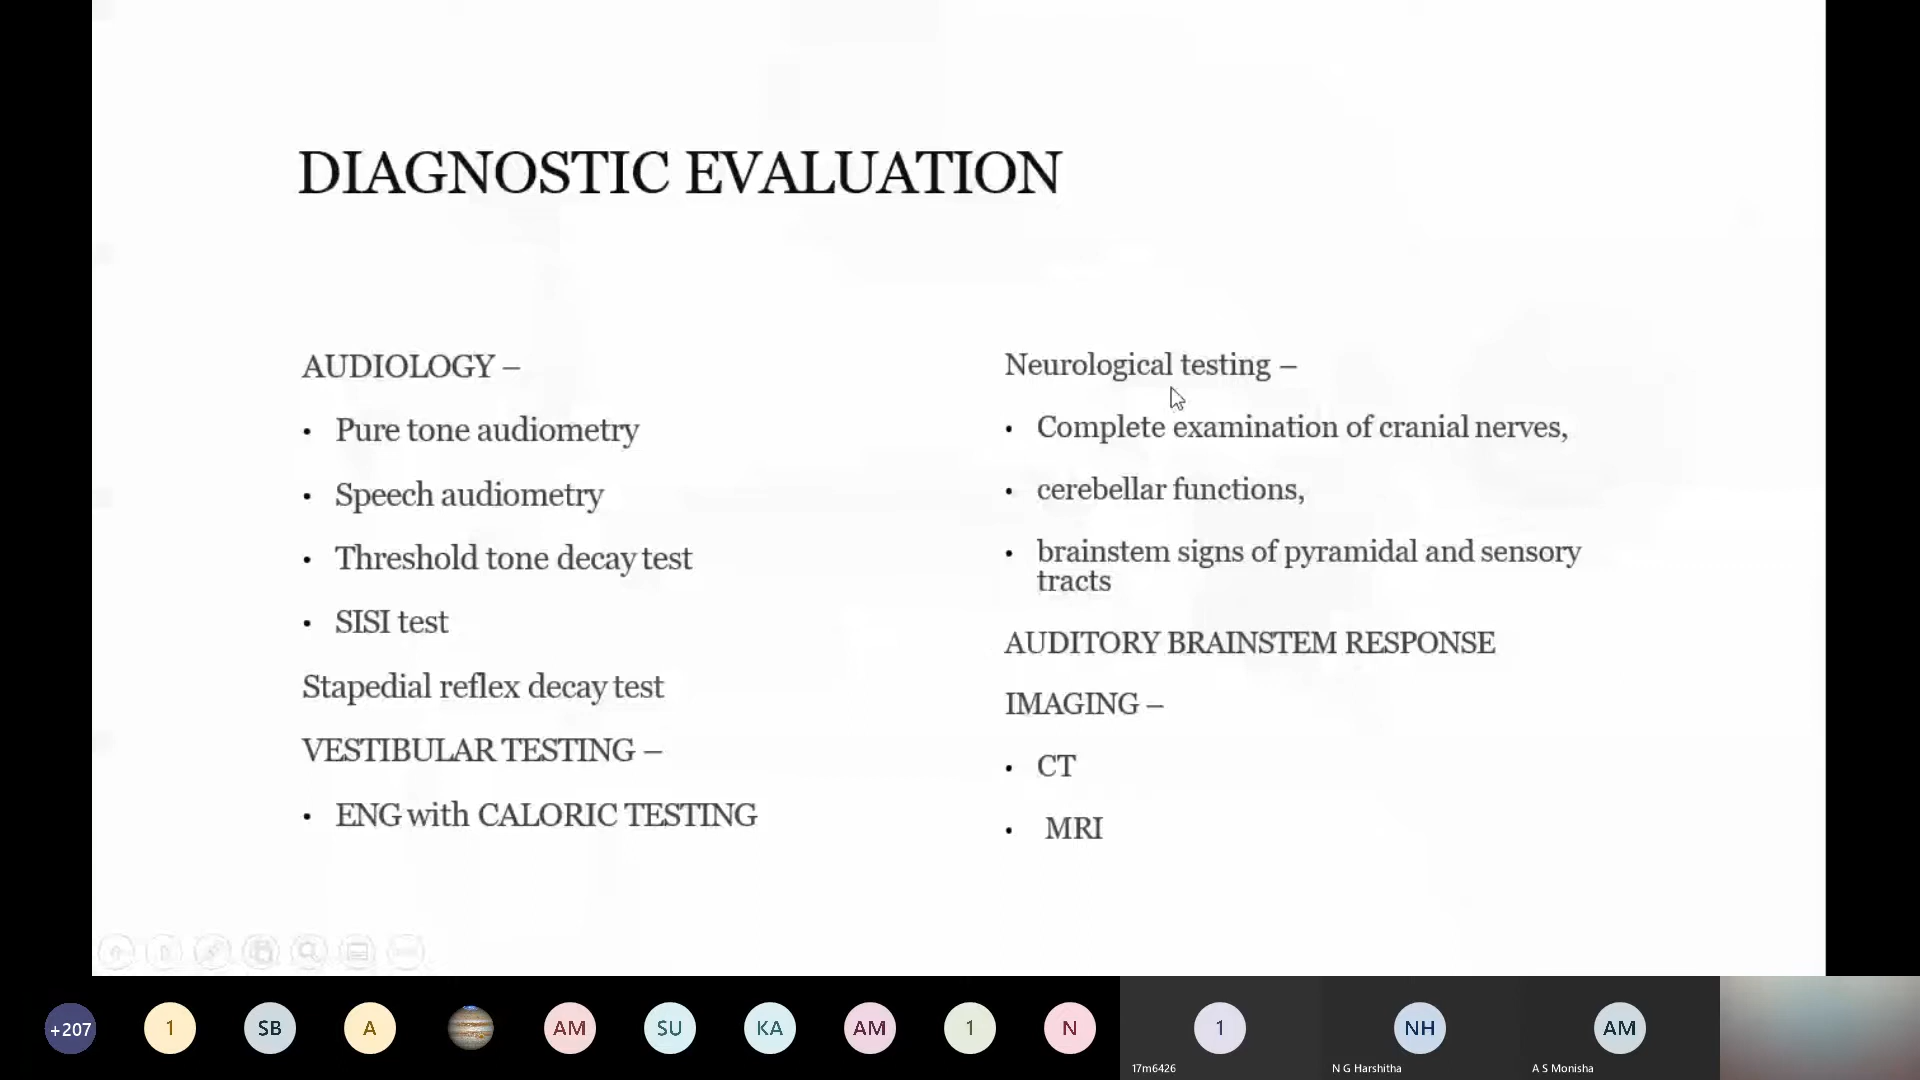 DIAGNOSTIC EVALUATION
AUDIOLOGY –
• Pure tone audiometry
• Speech audiometry
• Threshold tone decay test
• SISI test
Stapedial reflex decay test
VESTIBULAR TESTING –
• ENG with CALORIC TESTING
Neurological testing –
• Complete examination of cranial nerves,
• cerebellar functions,
• brainstem signs of pyramidal and sensory
tracts
AUDITORY BRAINSTEM RESPONSE
IMAGING –
• CT
• MRI
+207
1
SB
A
AM
SU
KA
AM
1
N
1
17m6426
NH
N G Harshitha
AM
A S Monisha